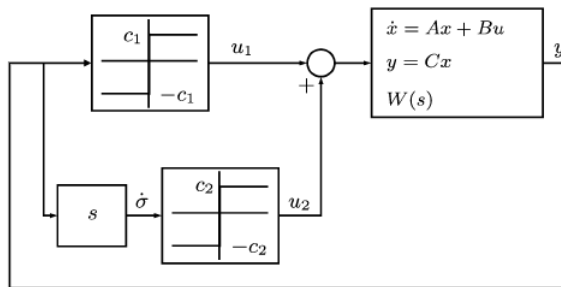 c₁
−c₁
u₁
+
ẋ = Ax + Bu
y = Cx
W(s)
y
s
σ̇
c₂
−c₂
u₂